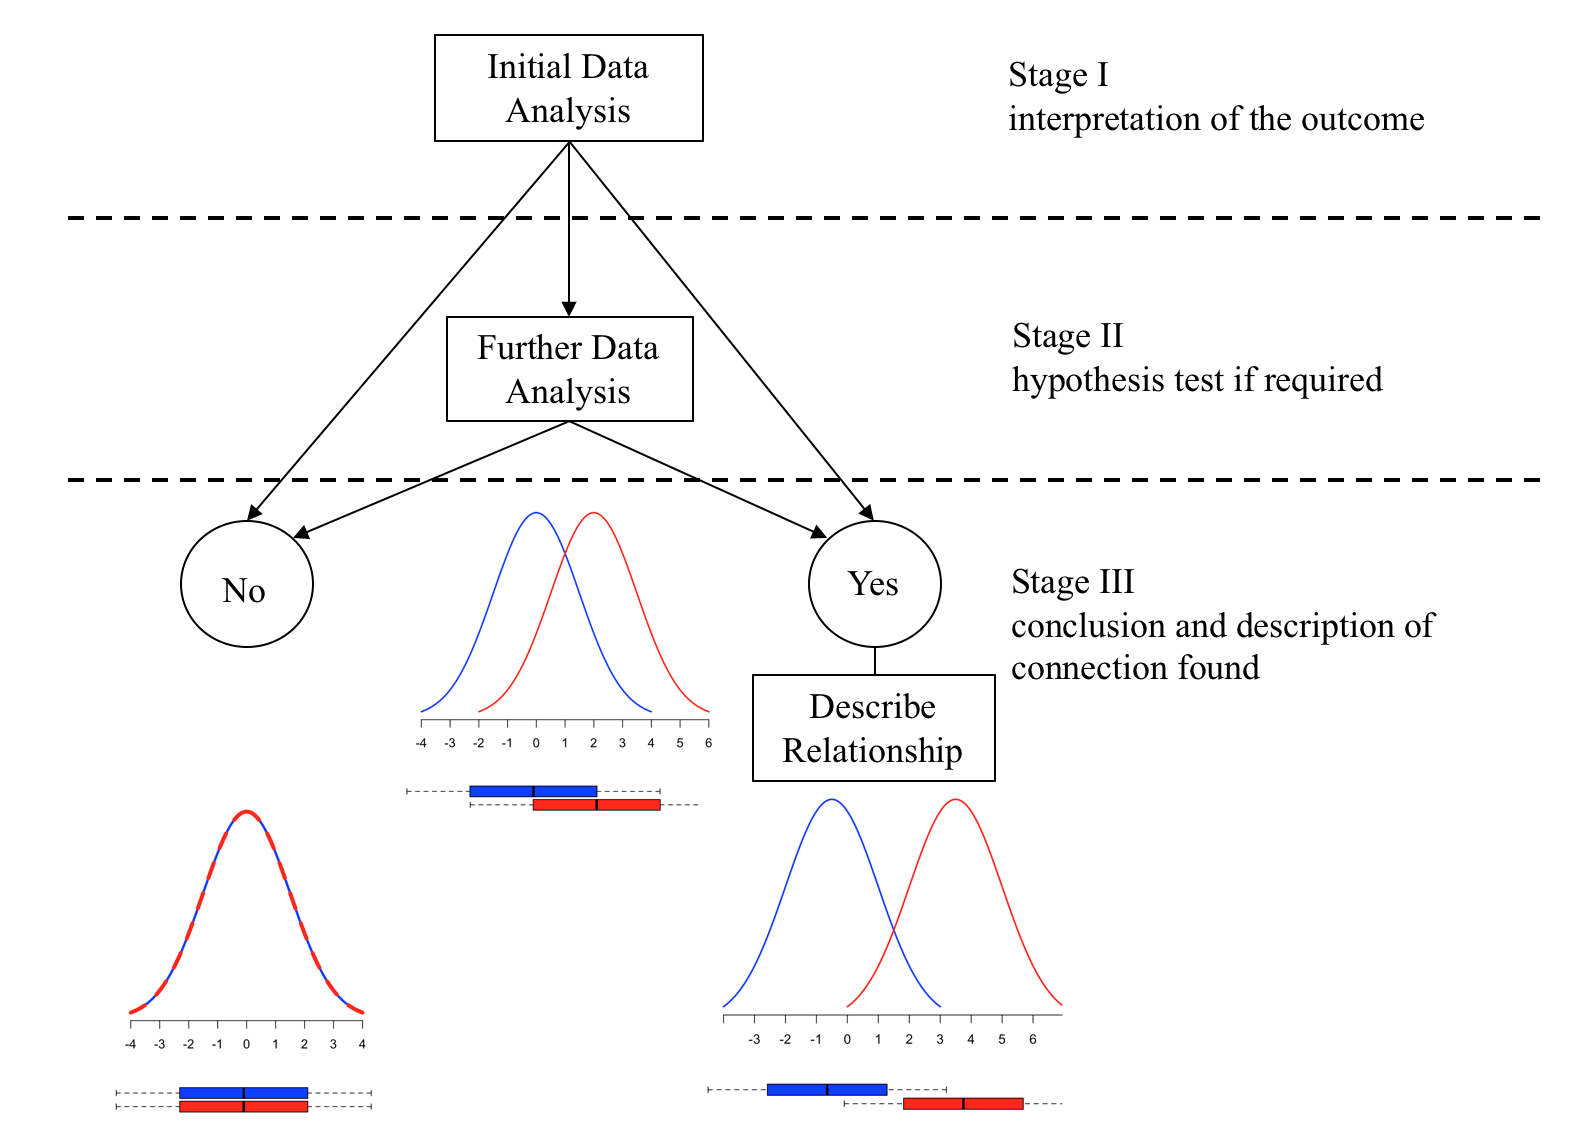 Initial Data
Analysis
Stage I
interpretation of the outcome
Further Data
Analysis
Stage II
hypothesis test if required
No
Yes
Stage III
conclusion and description of
connection found
Describe
Relationship
-4 -3 -2 -1 0 1 2 3 4 5 6
-4 -3 -2 -1 0 1 2 3 4
-3 -2 -1 0 1 2 3 4 5 6